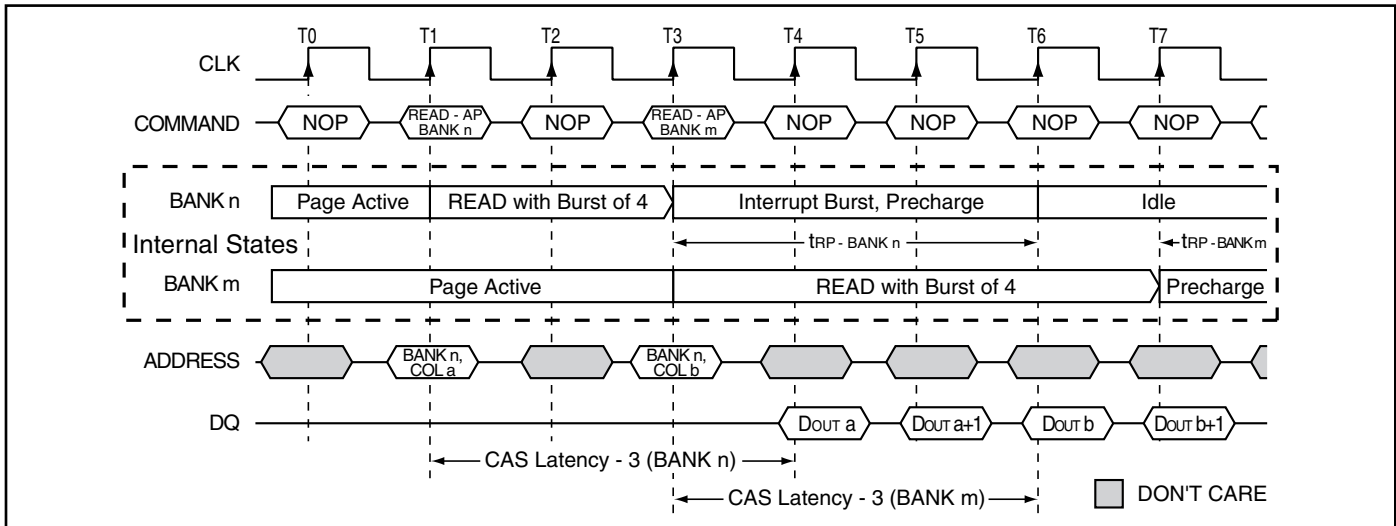 T0 T1 T2 T3 T4 T5 T6 T7
CLK
COMMAND NOP READ - AP BANK n NOP READ - AP BANK m NOP NOP NOP NOP
BANK n Page Active READ with Burst of 4 Interrupt Burst, Precharge Idle
Internal States tRP - BANK n tRP - BANK m
BANK m Page Active READ with Burst of 4 Precharge
ADDRESS BANK n, COL a BANK n, COL b
DQ DOUT a DOUT a+1 DOUT b DOUT b+1
CAS Latency - 3 (BANK n)
CAS Latency - 3 (BANK m) DON'T CARE